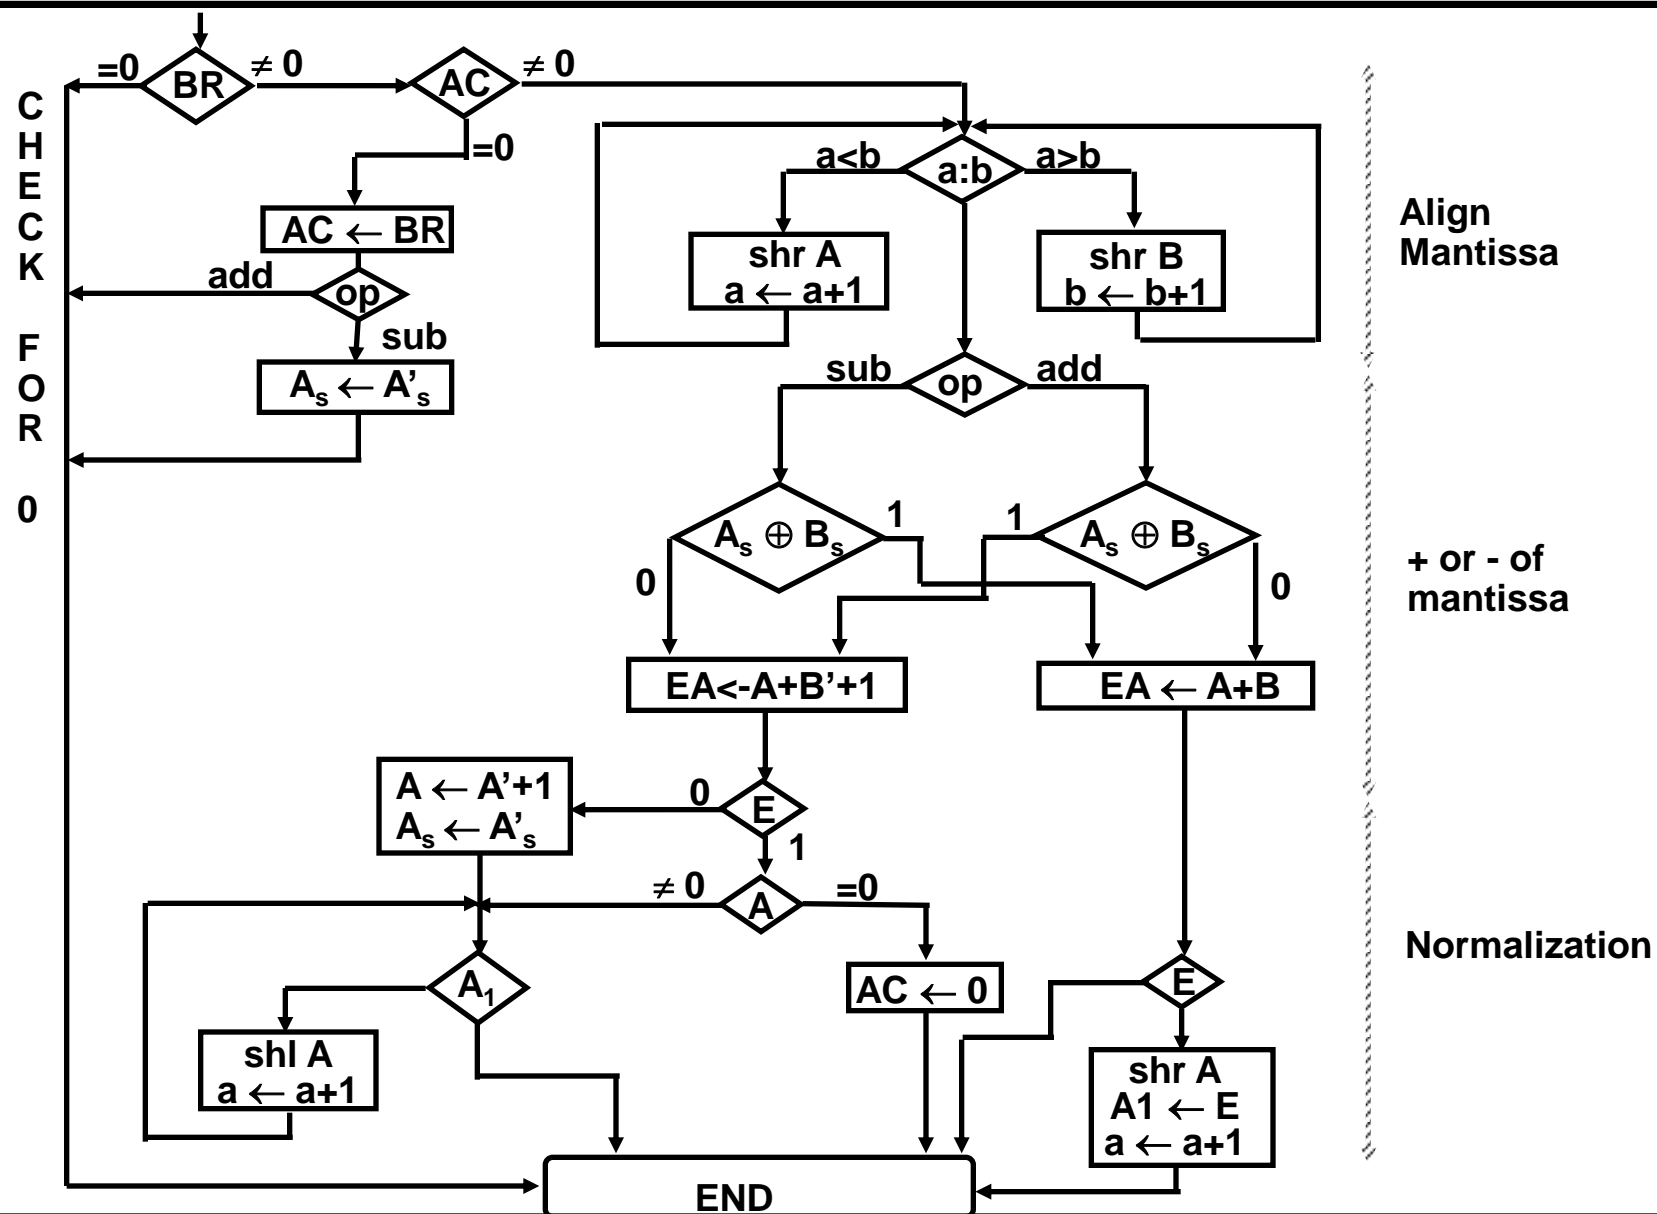 CHECK FOR 0
=0
BR
≠ 0
AC
≠ 0
=0
AC ← BR
add
op
sub
Aₛ ← A'ₛ
a<b
a:b
a>b
shr A
a ← a+1
shr B
b ← b+1
Align
Mantissa
sub
op
add
Aₛ ⊕ Bₛ
1
0
1
Aₛ ⊕ Bₛ
0
+ or - of
mantissa
EA<-A+B’+1
EA ← A+B
A ← A’+1
Aₛ ← A’ₛ
0
E
1
≠ 0
A
=0
A₁
AC ← 0
E
Normalization
shl A
a ← a+1
shr A
A1 ← E
a ← a+1
END